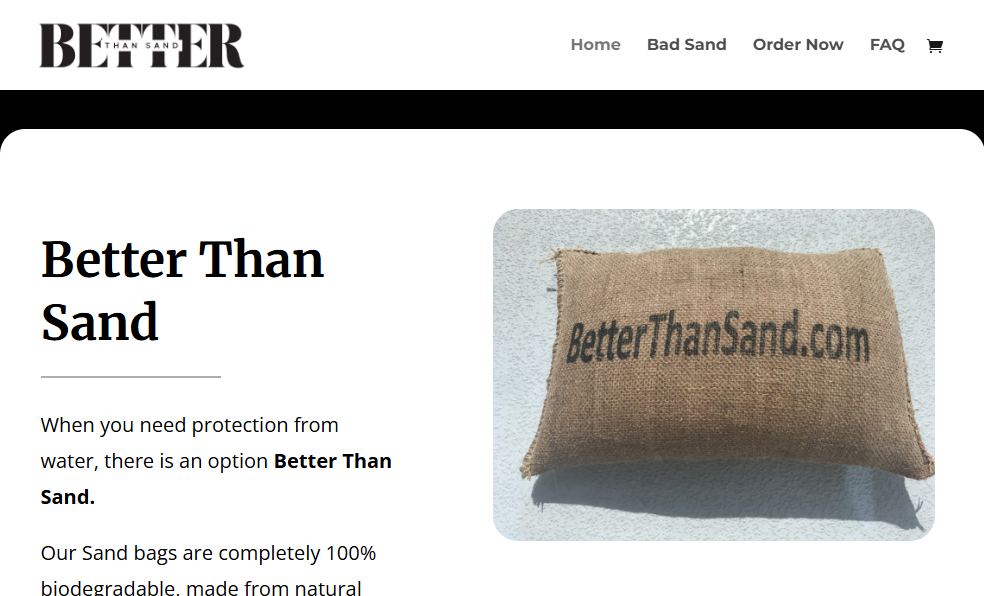 BETTER
THAN SAND
Home Bad Sand Order Now FAQ
Better Than
Sand
BetterThanSand.com
When you need protection from
water, there is an option Better Than
Sand.
Our Sand bags are completely 100%
biodegradable, made from natural